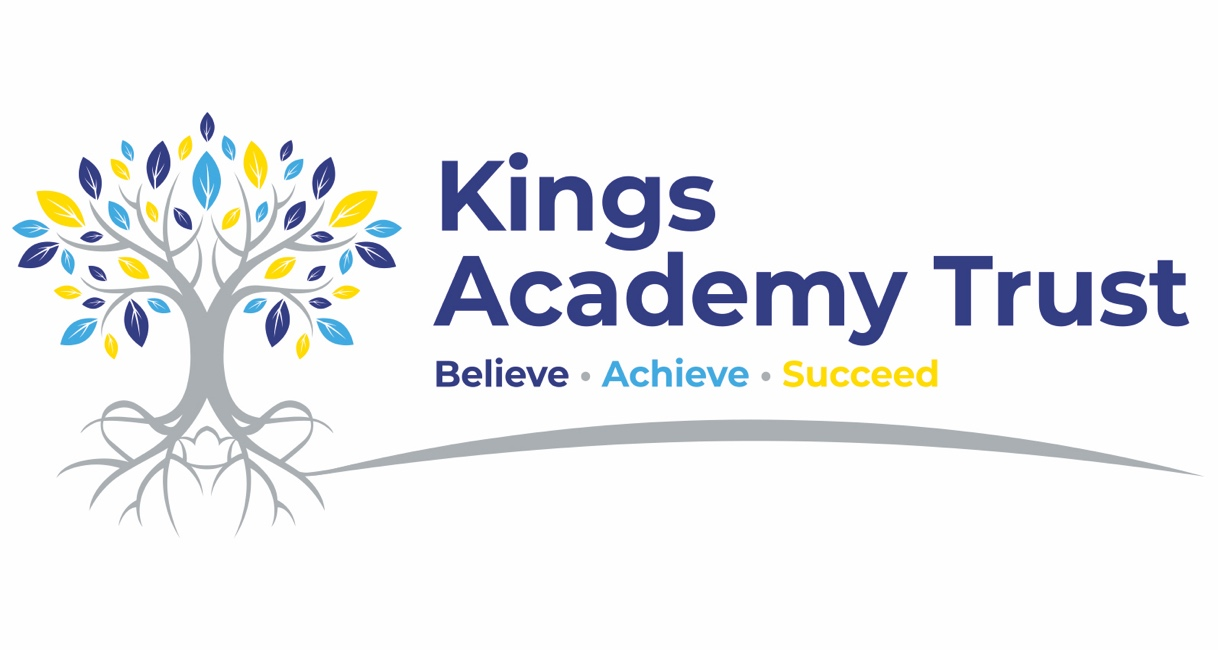 Kings
Academy Trust
Believe • Achieve • Succeed